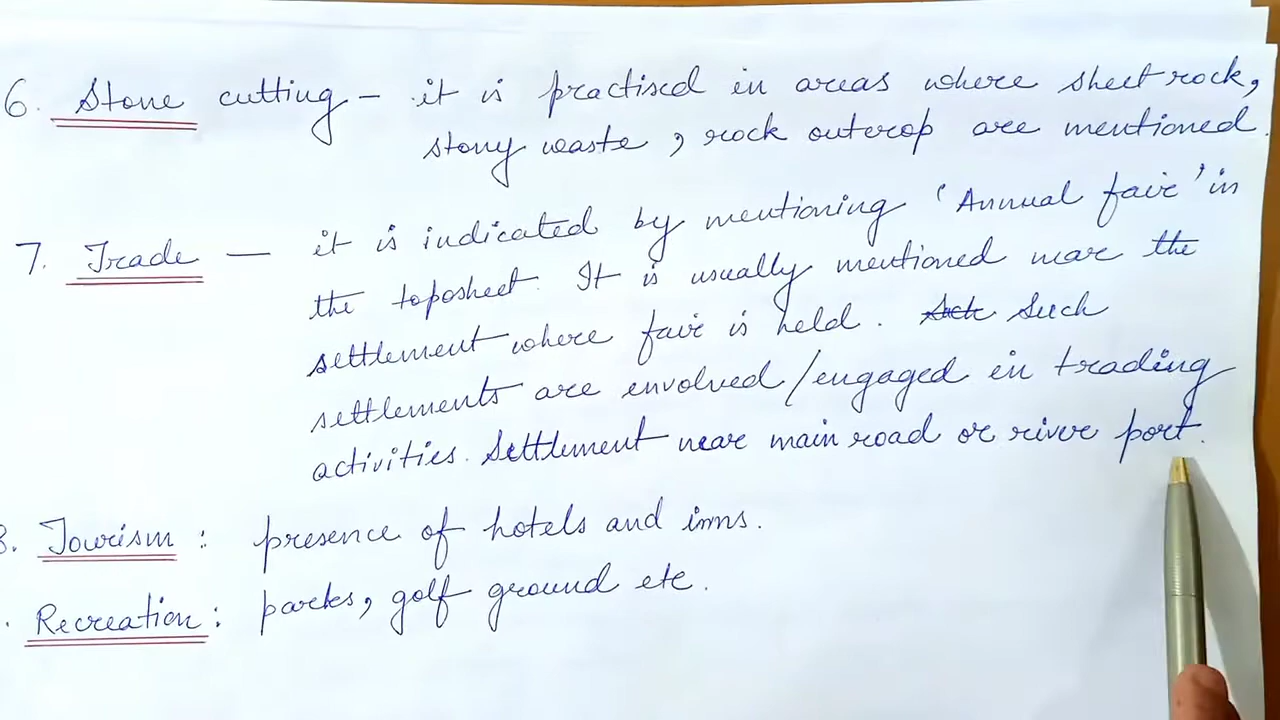 6. Stone cutting – it is practised in areas where sheet rock,
stony waste, rock outcrop are mentioned.
7. Trade — it is indicated by mentioning 'Annual fair' in
the toposheet. It is usually mentioned near the
settlement where fair is held. Such
settlements are involved/engaged in trading
activities. Settlement near main road or river port.
8. Tourism : presence of hotels and inns.
. Recreation : parks, golf ground etc.